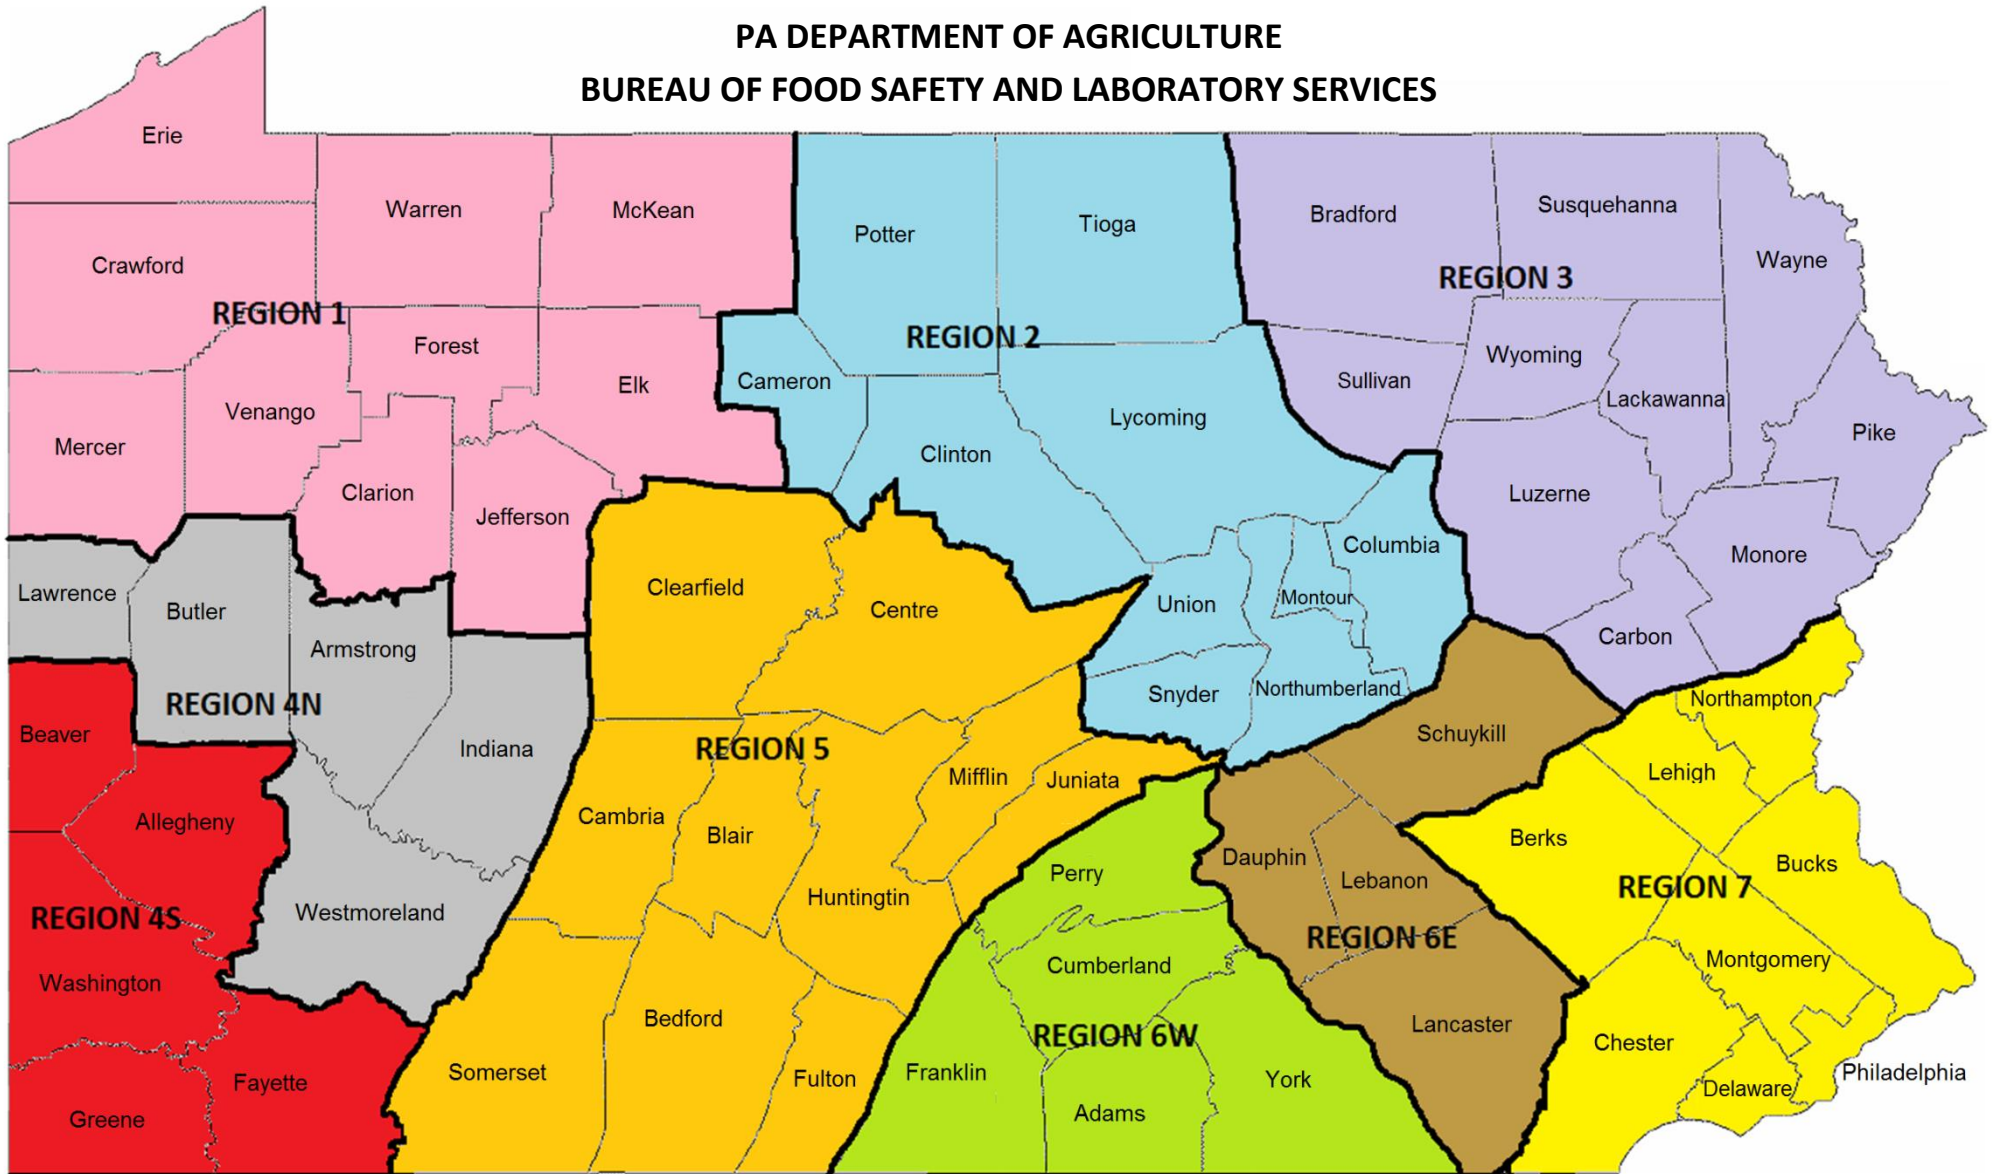 PA DEPARTMENT OF AGRICULTURE
BUREAU OF FOOD SAFETY AND LABORATORY SERVICES
Erie
Warren
McKean
Crawford
REGION 1
Forest
Elk
Venango
Mercer
Clarion
Jefferson
Potter
Tioga
REGION 2
Cameron
Lycoming
Clinton
Columbia
Union
Montour
Snyder
Northumberland
Bradford
Susquehanna
Wayne
REGION 3
Wyoming
Sullivan
Lackawanna
Pike
Luzerne
Monore
Carbon
Lawrence
Butler
Armstrong
REGION 4N
Indiana
Westmoreland
Beaver
Allegheny
REGION 4S
Washington
Fayette
Greene
Clearfield
Centre
REGION 5
Mifflin
Juniata
Cambria
Blair
Huntingtin
Bedford
Somerset
Fulton
Perry
Cumberland
REGION 6W
Franklin
York
Adams
Schuykill
Dauphin
Lebanon
REGION 6E
Lancaster
Northampton
Lehigh
Berks
Bucks
REGION 7
Montgomery
Chester
Delaware
Philadelphia